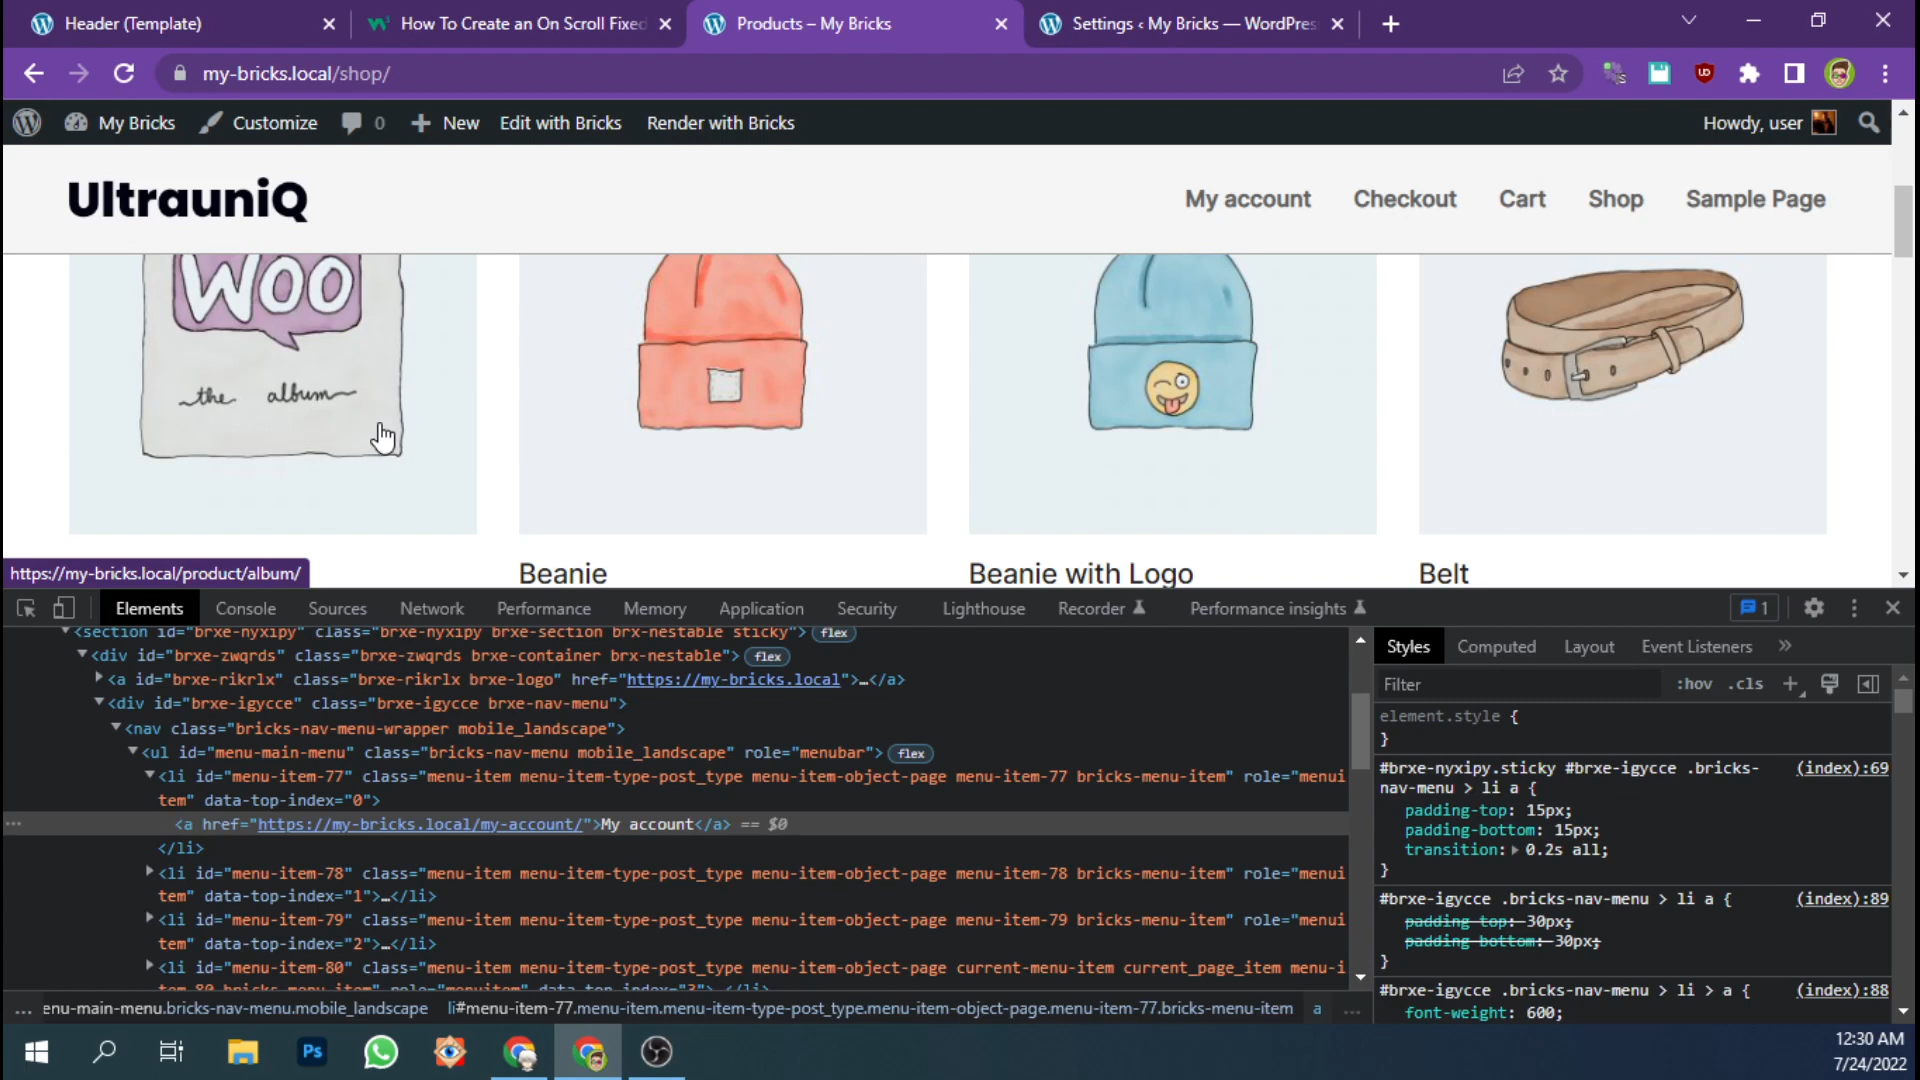 Header (Template)
How To Create an On Scroll Fixed
Products – My Bricks
Settings ‹ My Bricks — WordPres
my-bricks.local/shop/
My Bricks
Customize
0
New
Edit with Bricks
Render with Bricks
Howdy, user
UltrauniQ
My account
Checkout
Cart
Shop
Sample Page
WOO
the album
https://my-bricks.local/product/album/
Beanie
Beanie with Logo
Belt
Elements
Console
Sources
Network
Performance
Memory
Application
Security
Lighthouse
Recorder
Performance insights
1
<section id="brxe-nyxipy" class="brxe-nyxipy brxe-section brx-nestable sticky"> flex
<div id="brxe-zwqrds" class="brxe-zwqrds brxe-container brx-nestable"> flex
<a id="brxe-rikrlx" class="brxe-rikrlx brxe-logo" href="https://my-bricks.local">…</a>
<div id="brxe-igycce" class="brxe-igycce brxe-nav-menu">
<nav class="bricks-nav-menu-wrapper mobile_landscape">
<ul id="menu-main-menu" class="bricks-nav-menu mobile_landscape" role="menubar"> flex
<li id="menu-item-77" class="menu-item menu-item-type-post_type menu-item-object-page menu-item-77 bricks-menu-item" role="menui
tem" data-top-index="0">
<a href="https://my-bricks.local/my-account/">My account</a> == $0
</li>
<li id="menu-item-78" class="menu-item menu-item-type-post_type menu-item-object-page menu-item-78 bricks-menu-item" role="menui
tem" data-top-index="1">…</li>
<li id="menu-item-79" class="menu-item menu-item-type-post_type menu-item-object-page menu-item-79 bricks-menu-item" role="menui
tem" data-top-index="2">…</li>
<li id="menu-item-80" class="menu-item menu-item-type-post_type menu-item-object-page current-menu-item current_page_item menu-i
tem-80 bricks-menu-item" role="menuitem" data-top-index="3">…</li>
… enu-main-menu.bricks-nav-menu.mobile_landscape
li#menu-item-77.menu-item.menu-item-type-post_type.menu-item-object-page.menu-item-77.bricks-menu-item
a
…
Styles
Computed
Layout
Event Listeners
Filter
:hov
.cls
element.style {
}
#brxe-nyxipy.sticky #brxe-igycce .bricks-
(index):69
nav-menu > li a {
padding-top: 15px;
padding-bottom: 15px;
transition: 0.2s all;
}
#brxe-igycce .bricks-nav-menu > li a {
(index):89
padding-top: 30px;
padding-bottom: 30px;
}
#brxe-igycce .bricks-nav-menu > li > a {
(index):88
font-weight: 600;
Ps
12:30 AM
7/24/2022